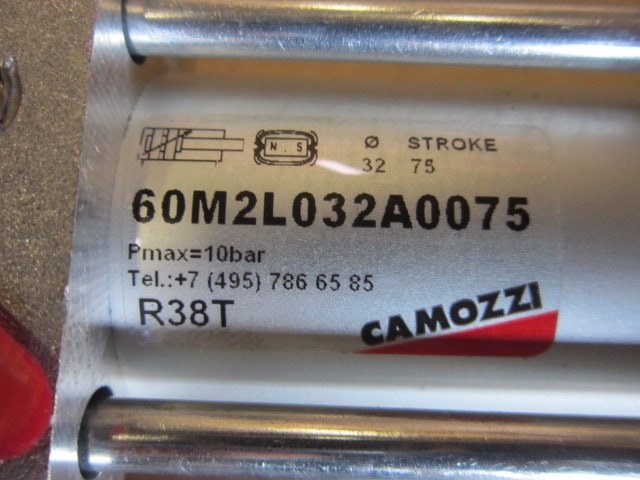 N . S
Ø STROKE
32 75
60M2L032A0075
Pmax=10bar
Tel.:+7 (495) 786 65 85
R38T
CAMOZZI